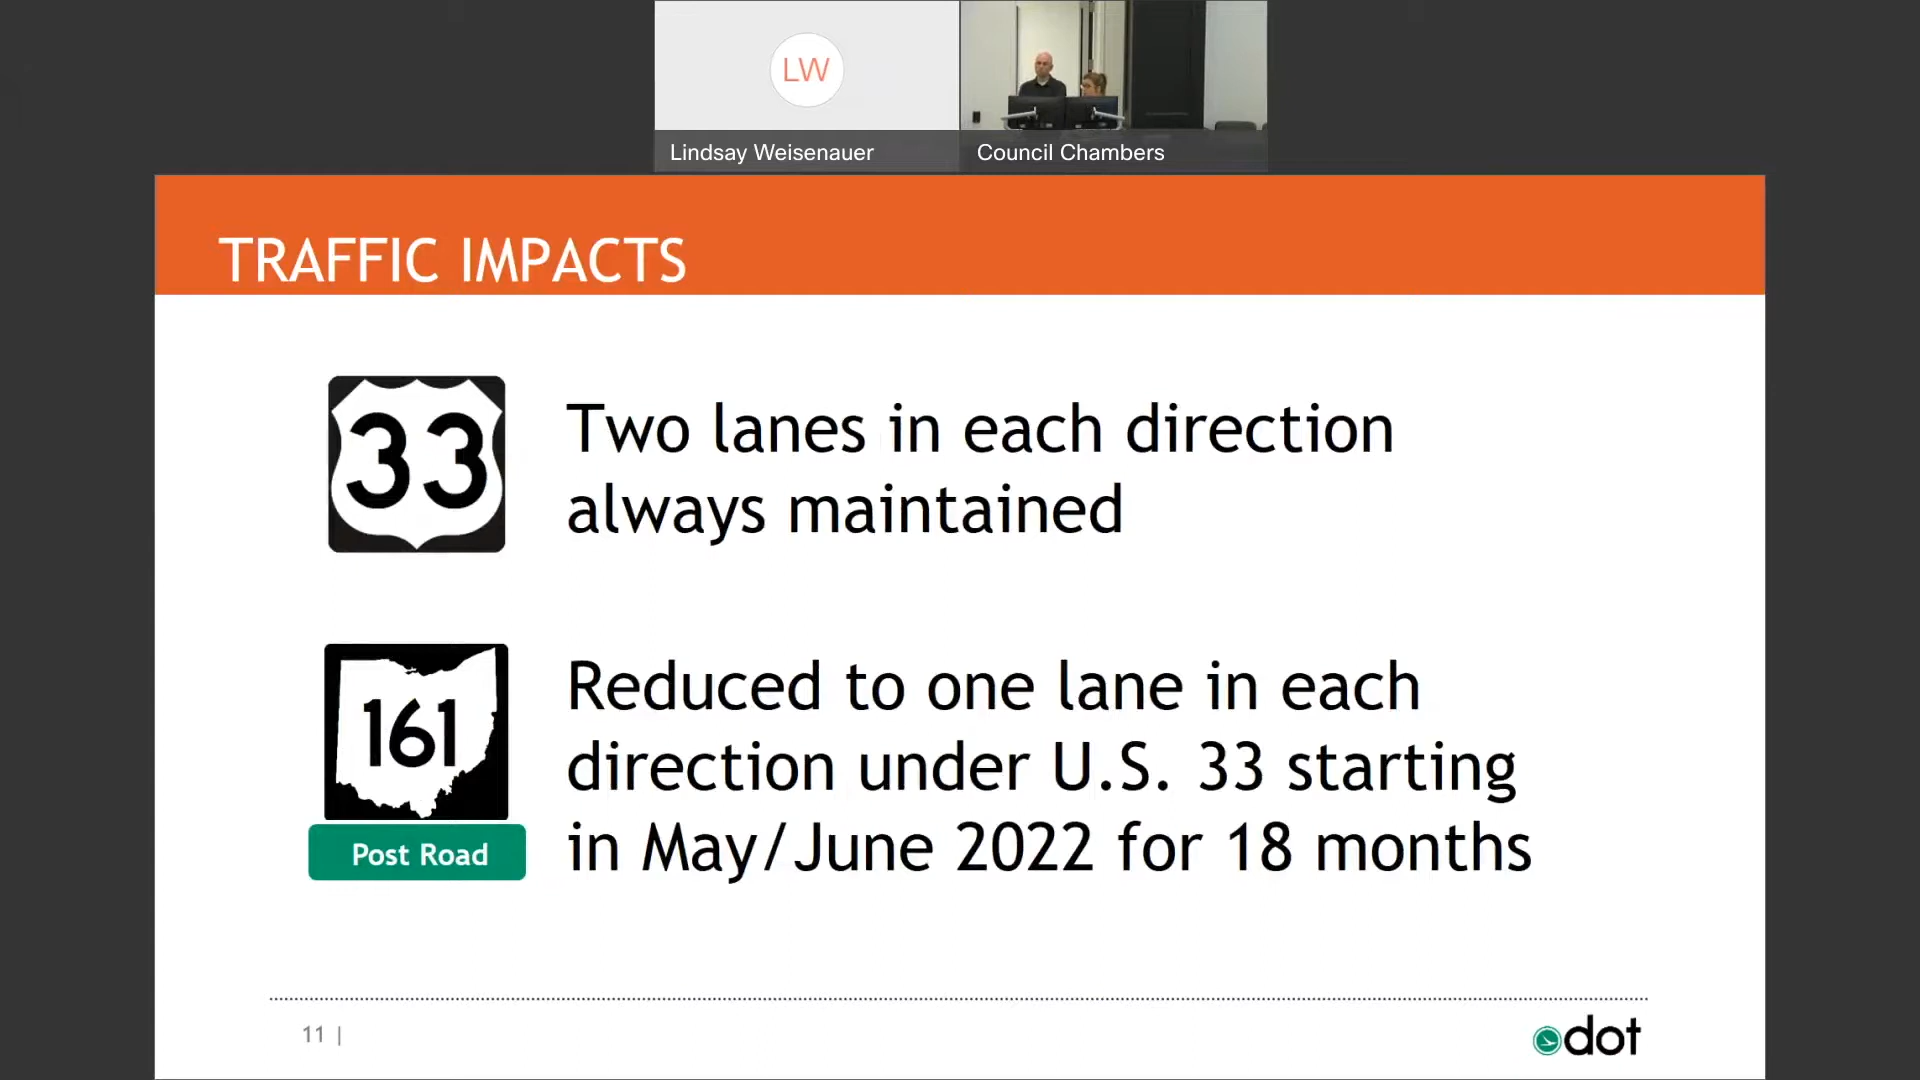 LW
Lindsay Weisenauer
Council Chambers
TRAFFIC IMPACTS
33
Two lanes in each direction
always maintained
161
Post Road
Reduced to one lane in each
direction under U.S. 33 starting
in May/June 2022 for 18 months
11 |
odot